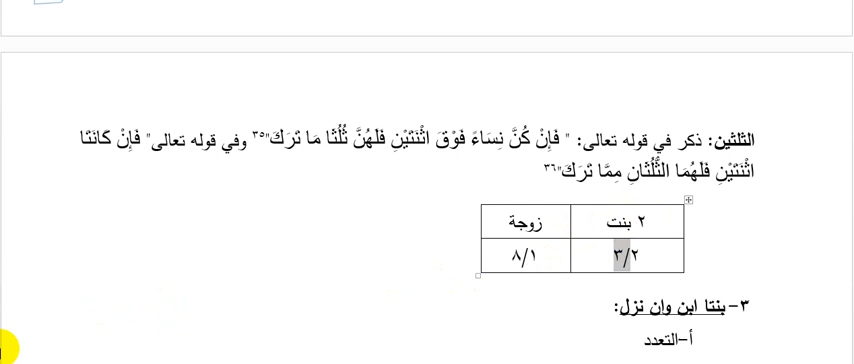 الثلثين: ذكر في قوله تعالى: " فَإِنْ كُنَّ نِسَاءً فَوْقَ اثْنَتَيْنِ فَلَهُنَّ ثُلُثَا مَا تَرَكَ"٣٥ وفي قوله تعالى" فَإِنْ كَانَتَا
اثْنَتَيْنِ فَلَهُمَا الثُّلُثَانِ مِمَّا تَرَكَ"٣٦
٢ بنت زوجة
٣/٢ ٨/١
٣-بنتا ابن وان نزل:
أ-التعدد